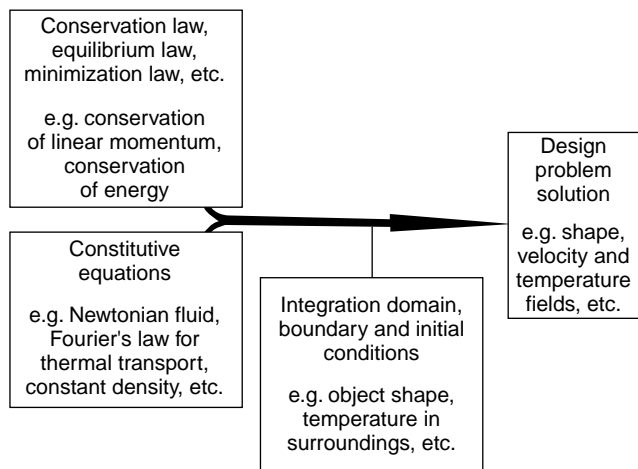 Conservation law,
equilibrium law,
minimization law, etc.
e.g. conservation
of linear momentum,
conservation
of energy
Constitutive
equations
e.g. Newtonian fluid,
Fourier's law for
thermal transport,
constant density, etc.
Integration domain,
boundary and initial
conditions
e.g. object shape,
temperature in
surroundings, etc.
Design
problem
solution
e.g. shape,
velocity and
temperature
fields, etc.